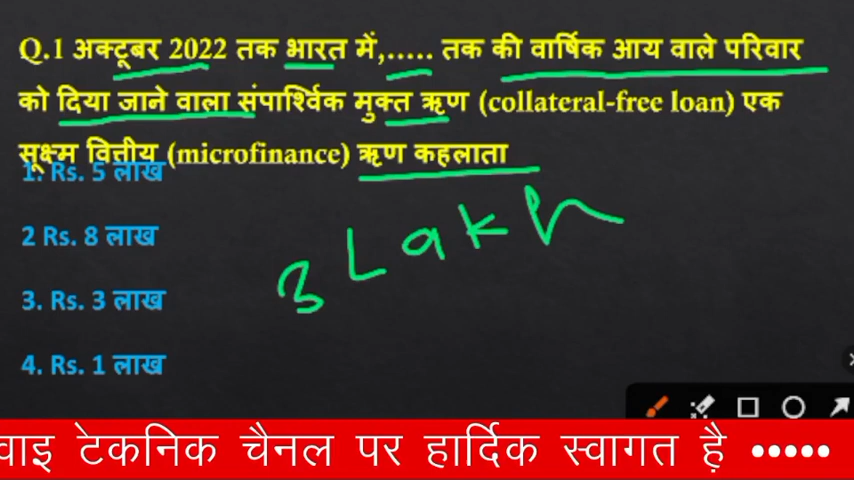 Q.1 अक्टूबर 2022 तक भारत में,..... तक की वार्षिक आय वाले परिवार
को दिया जाने वाला संपार्श्विक मुक्त ऋण (collateral-free loan) एक
सूक्ष्म वित्तीय (microfinance) ऋण कहलाता
1. Rs. 5 लाख
2 Rs. 8 लाख
3 Lakh
3. Rs. 3 लाख
4. Rs. 1 लाख
वाइ टेकनिक चैनल पर हार्दिक स्वागत है •••••